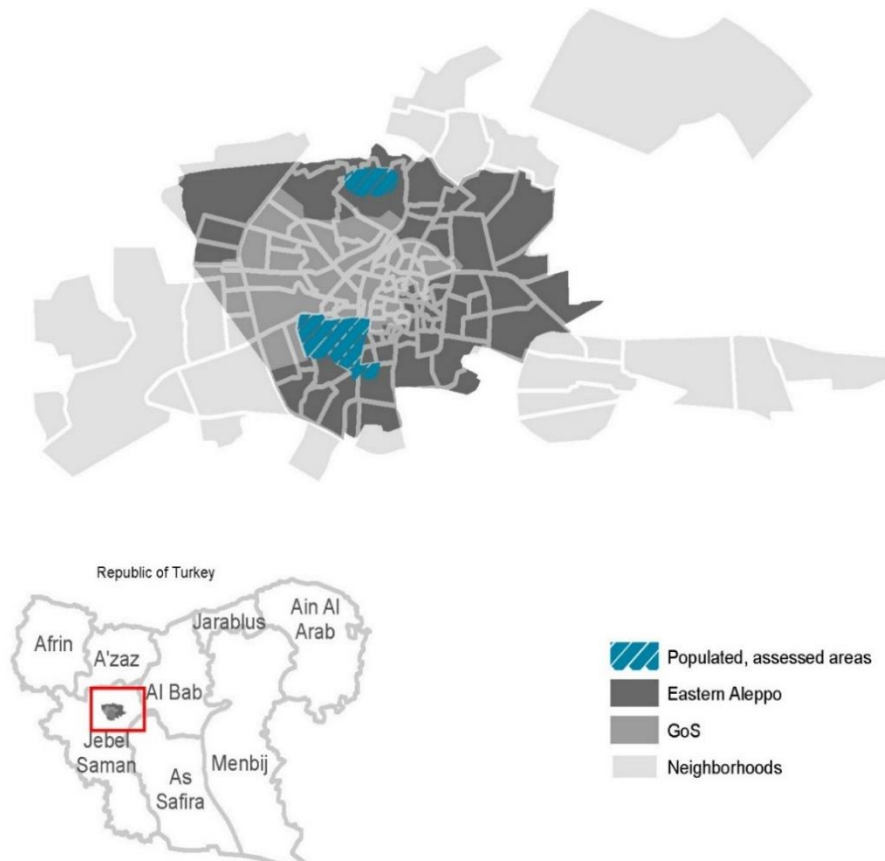 Republic of Turkey
Ain Al
Arab
Jarablus
Afrin
A'zaz
Al Bab
Jebel
Saman
Menbij
As
Safira
Populated, assessed areas
Eastern Aleppo
GoS
Neighborhoods